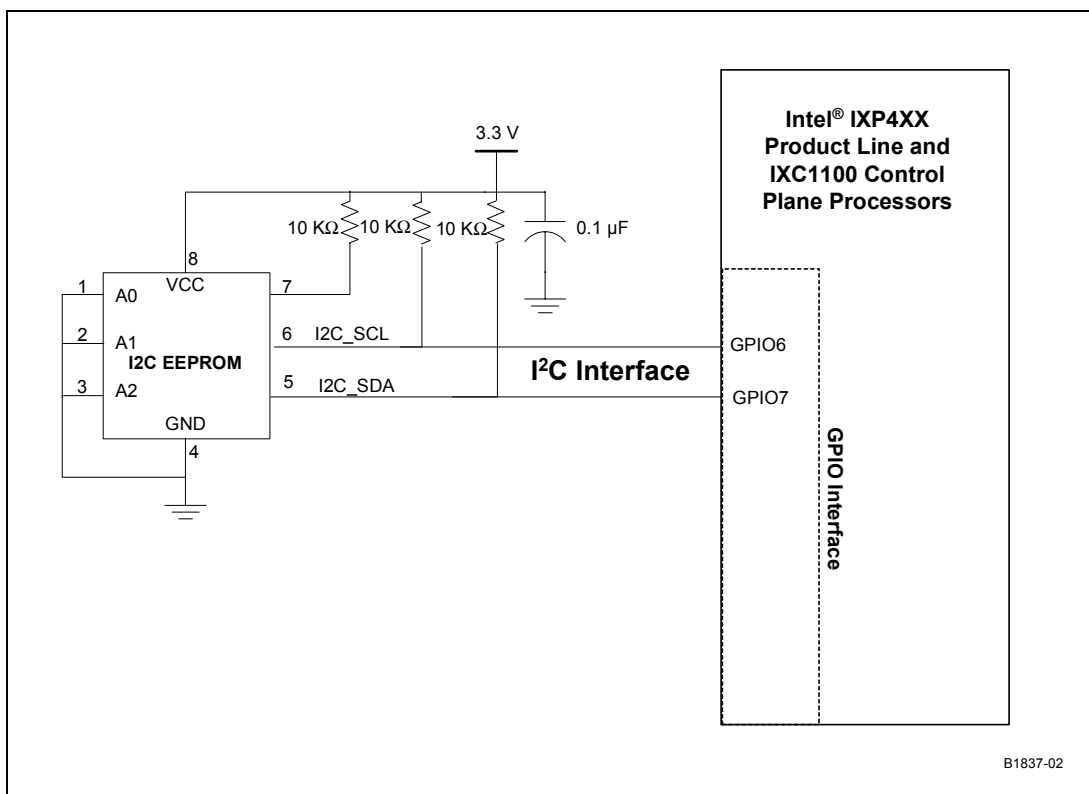 Intel® IXP4XX
Product Line and
IXC1100 Control
Plane Processors
3.3 V
10 KΩ
10 KΩ
10 KΩ
0.1 µF
8
VCC
1
A0
7
2
A1
I2C EEPROM
6
I2C_SCL
GPIO6
I²C Interface
3
A2
5
I2C_SDA
GPIO7
GND
4
GPIO Interface
B1837-02